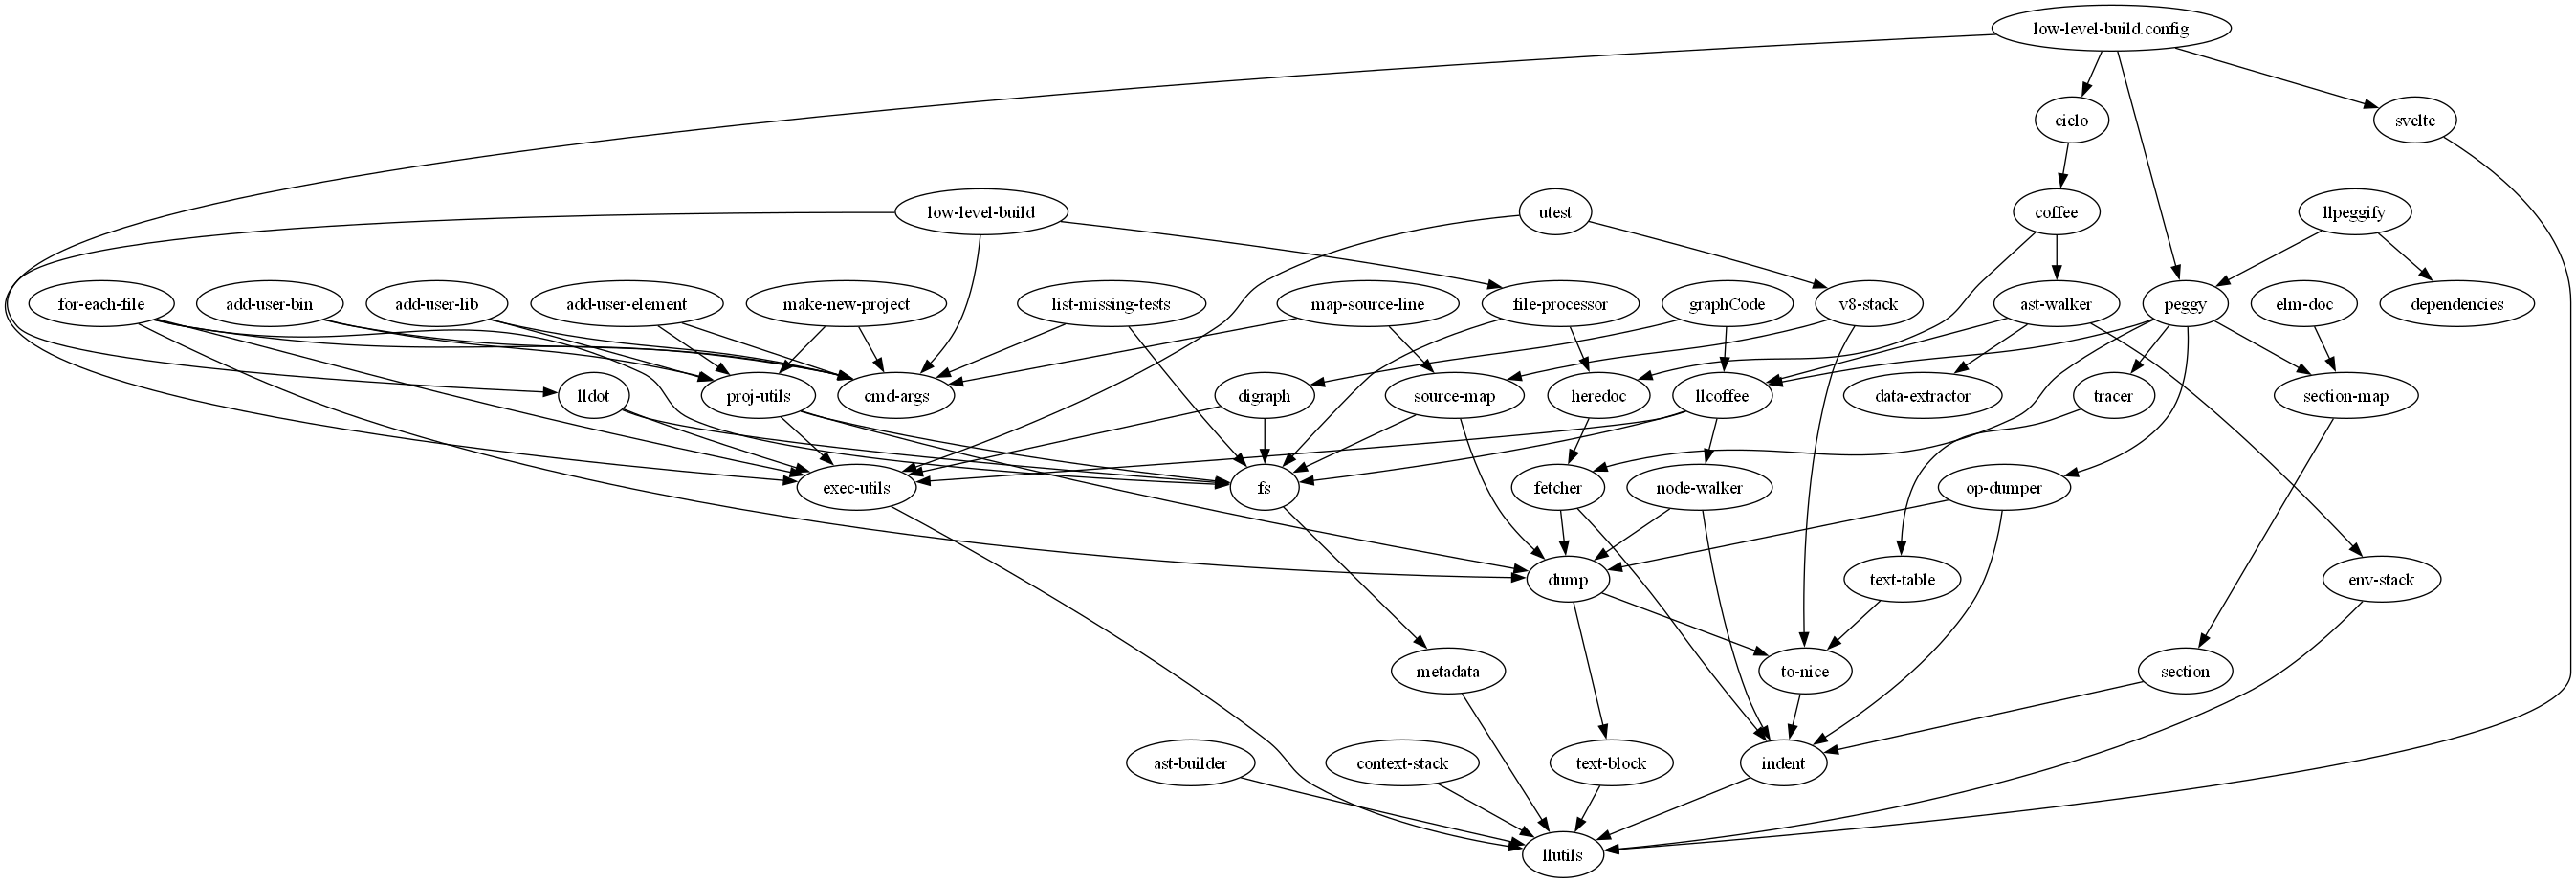 low-level-build.config
cielo
svelte
low-level-build
utest
coffee
llpeggify
for-each-file
add-user-bin
add-user-lib
add-user-element
make-new-project
list-missing-tests
map-source-line
file-processor
graphCode
v8-stack
ast-walker
peggy
elm-doc
dependencies
lldot
proj-utils
cmd-args
digraph
source-map
heredoc
llcoffee
data-extractor
tracer
section-map
exec-utils
fs
fetcher
node-walker
op-dumper
dump
text-table
env-stack
metadata
to-nice
section
ast-builder
context-stack
text-block
indent
llutils